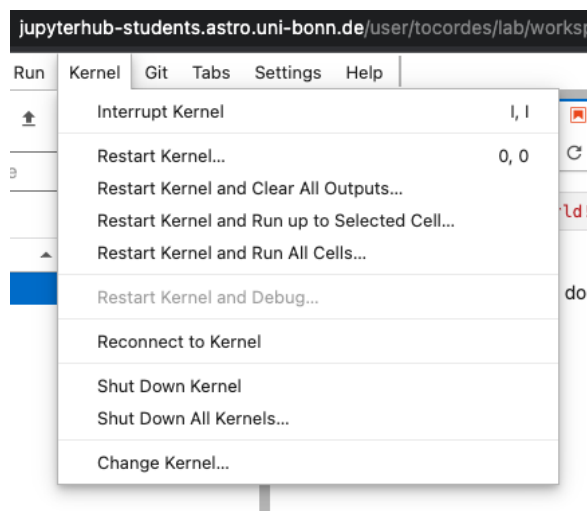 jupyterhub-students.astro.uni-bonn.de/user/tocordes/lab/worksp
Run Kernel Git Tabs Settings Help
Interrupt Kernel I, I
Restart Kernel... 0, 0
Restart Kernel and Clear All Outputs...
Restart Kernel and Run up to Selected Cell...
rld!
Restart Kernel and Run All Cells...
Restart Kernel and Debug...
do
Reconnect to Kernel
Shut Down Kernel
Shut Down All Kernels...
Change Kernel...